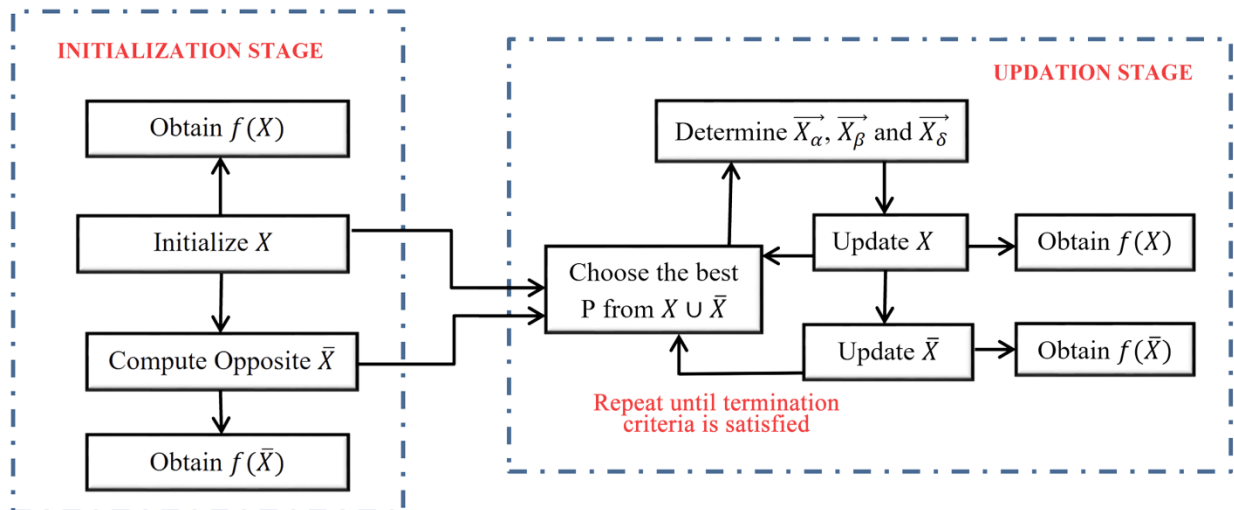 INITIALIZATION STAGE
Obtain f(X)
Initialize X
Compute Opposite X̄
Obtain f(X̄)
UPDATION STAGE
Determine X⃗α, X⃗β and X⃗δ
Update X
Obtain f(X)
Choose the best
P from X ∪ X̄
Update X̄
Obtain f(X̄)
Repeat until termination
criteria is satisfied